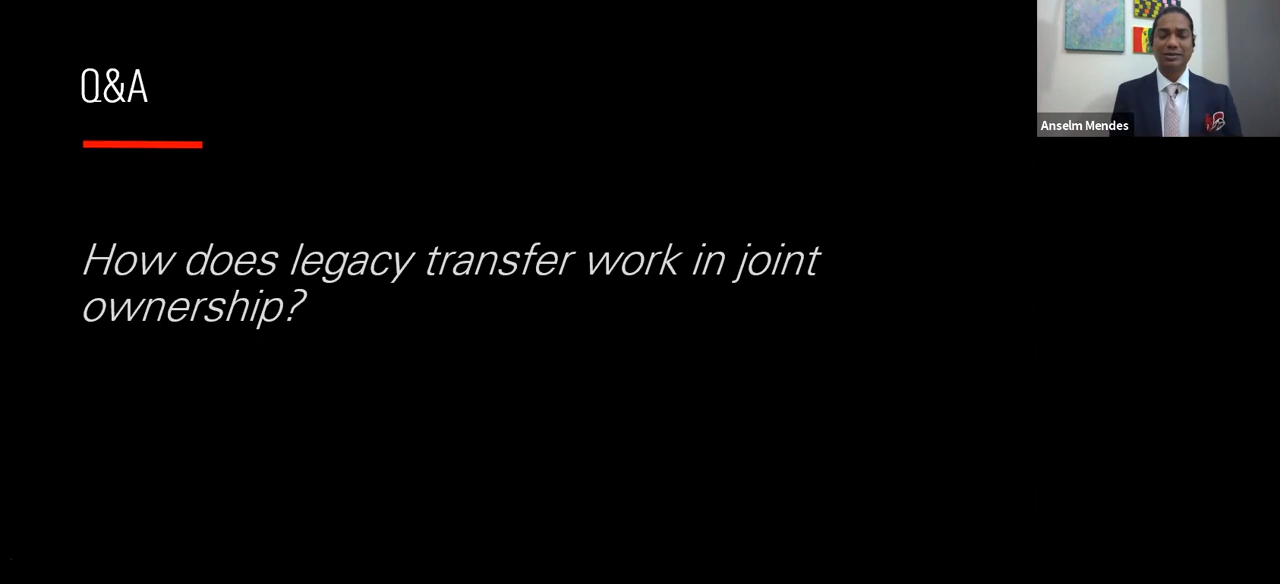 Q&A
Anselm Mendes
How does legacy transfer work in joint
ownership?